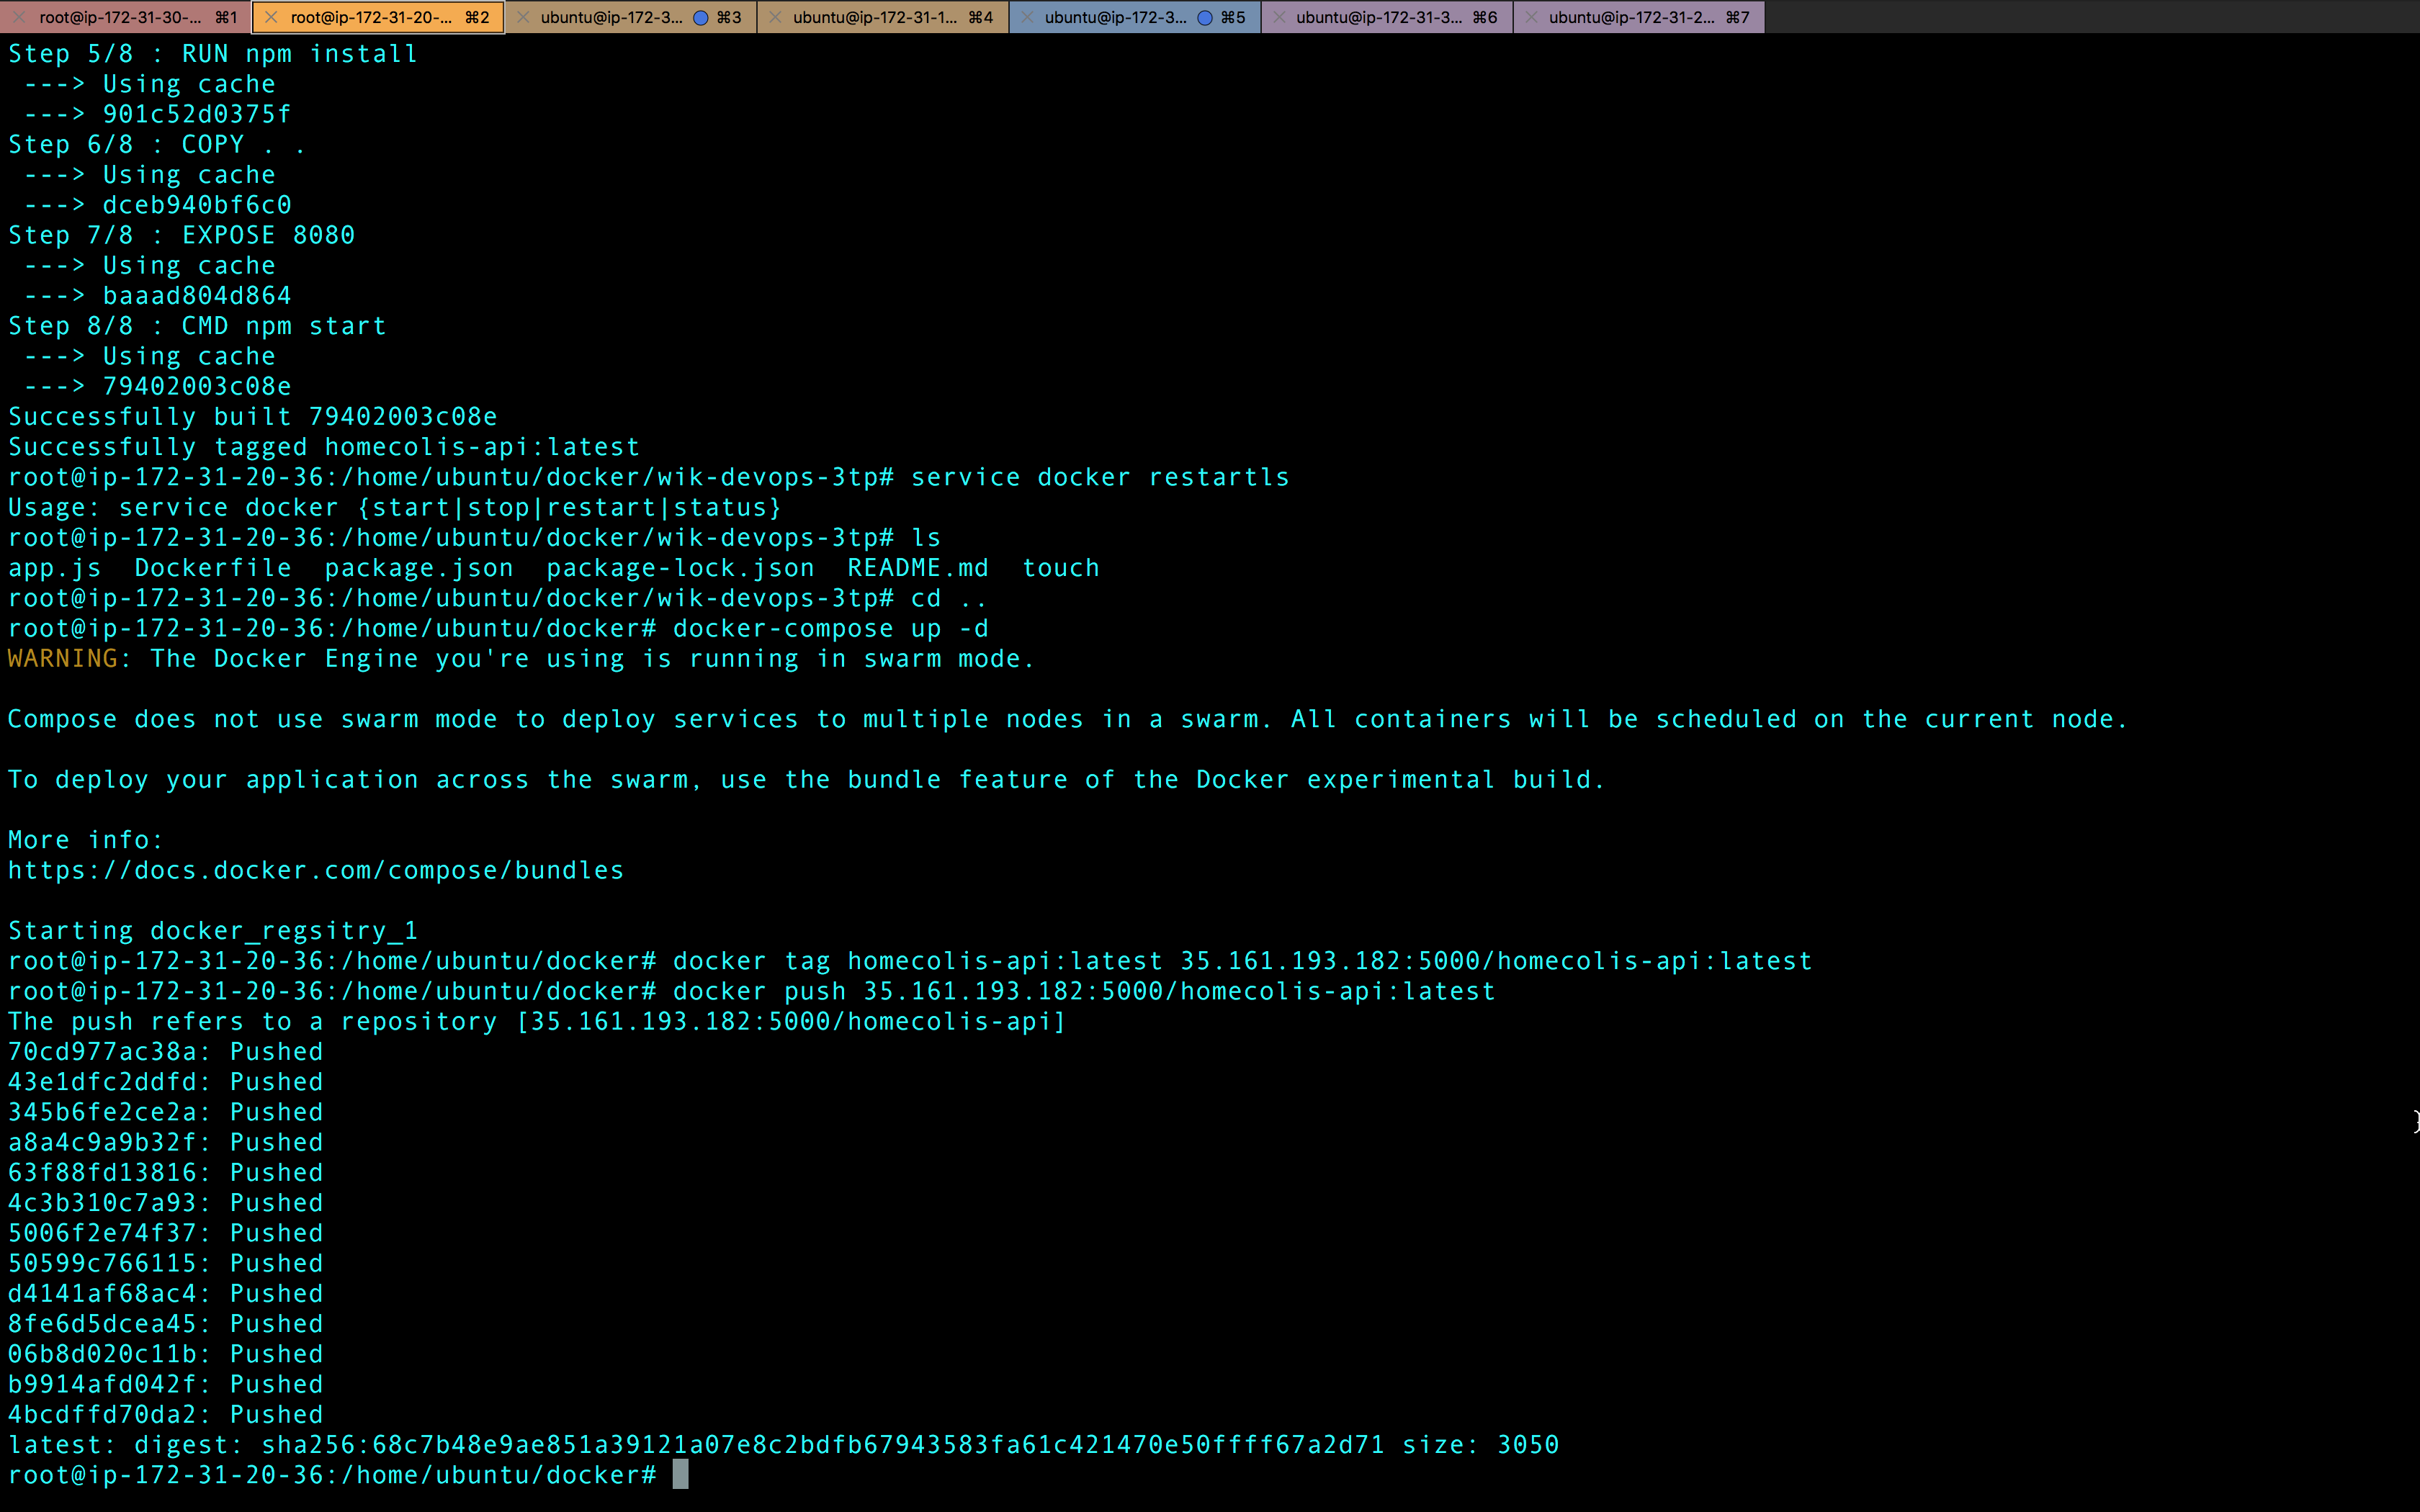 root@ip-172-31-30-... ⌘1 root@ip-172-31-20-... ⌘2 ubuntu@ip-172-3... ⌘3 ubuntu@ip-172-31-1... ⌘4 ubuntu@ip-172-3... ⌘5 ubuntu@ip-172-31-3... ⌘6 ubuntu@ip-172-31-2... ⌘7
Step 5/8 : RUN npm install
 ---> Using cache
 ---> 901c52d0375f
Step 6/8 : COPY . .
 ---> Using cache
 ---> dceb940bf6c0
Step 7/8 : EXPOSE 8080
 ---> Using cache
 ---> baaad804d864
Step 8/8 : CMD npm start
 ---> Using cache
 ---> 79402003c08e
Successfully built 79402003c08e
Successfully tagged homecolis-api:latest
root@ip-172-31-20-36:/home/ubuntu/docker/wik-devops-3tp# service docker restartls
Usage: service docker {start|stop|restart|status}
root@ip-172-31-20-36:/home/ubuntu/docker/wik-devops-3tp# ls
app.js  Dockerfile  package.json  package-lock.json  README.md  touch
root@ip-172-31-20-36:/home/ubuntu/docker/wik-devops-3tp# cd ..
root@ip-172-31-20-36:/home/ubuntu/docker# docker-compose up -d
WARNING: The Docker Engine you're using is running in swarm mode.
Compose does not use swarm mode to deploy services to multiple nodes in a swarm. All containers will be scheduled on the current node.
To deploy your application across the swarm, use the bundle feature of the Docker experimental build.
More info:
https://docs.docker.com/compose/bundles
Starting docker_regsitry_1
root@ip-172-31-20-36:/home/ubuntu/docker# docker tag homecolis-api:latest 35.161.193.182:5000/homecolis-api:latest
root@ip-172-31-20-36:/home/ubuntu/docker# docker push 35.161.193.182:5000/homecolis-api:latest
The push refers to a repository [35.161.193.182:5000/homecolis-api]
70cd977ac38a: Pushed
43e1dfc2ddfd: Pushed
345b6fe2ce2a: Pushed
a8a4c9a9b32f: Pushed
63f88fd13816: Pushed
4c3b310c7a93: Pushed
5006f2e74f37: Pushed
50599c766115: Pushed
d4141af68ac4: Pushed
8fe6d5dcea45: Pushed
06b8d020c11b: Pushed
b9914afd042f: Pushed
4bcdffd70da2: Pushed
latest: digest: sha256:68c7b48e9ae851a39121a07e8c2bdfb67943583fa61c421470e50ffff67a2d71 size: 3050
root@ip-172-31-20-36:/home/ubuntu/docker#